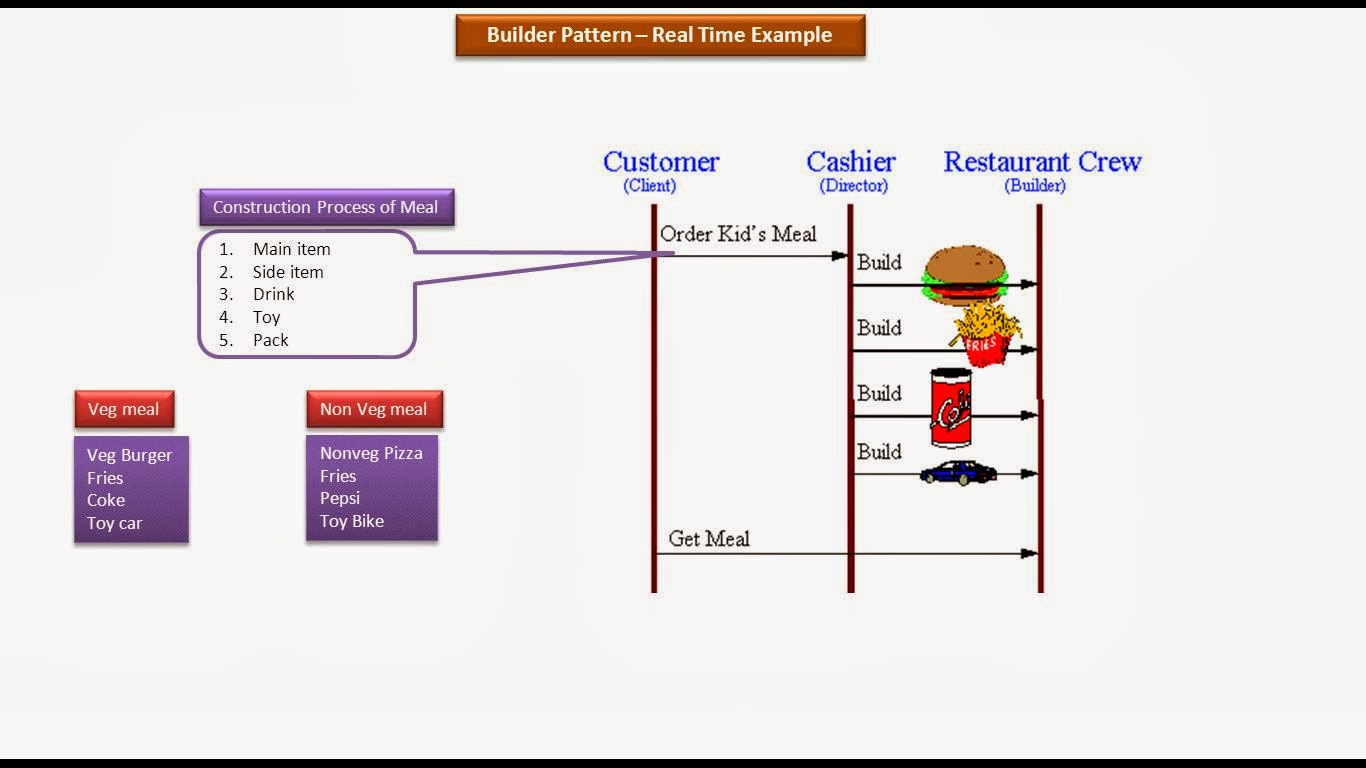 Builder Pattern – Real Time Example
Customer
(Client)
Cashier
(Director)
Restaurant Crew
(Builder)
Construction Process of Meal
1. Main item
2. Side item
3. Drink
4. Toy
5. Pack
Order Kid's Meal
Build
Build
FRIES
Build
Build
Get Meal
Veg meal
Veg Burger
Fries
Coke
Toy car
Non Veg meal
Nonveg Pizza
Fries
Pepsi
Toy Bike